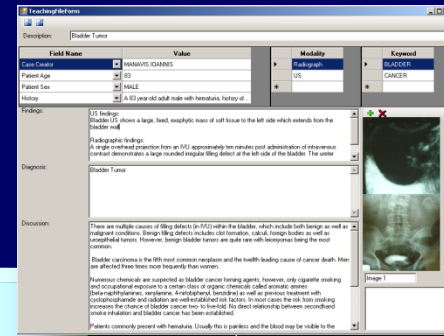 TeachingFileForm
Description: Bladder Tumor
Field Name Value
Case Creator MANAVIS IOANNIS
Patient Age 83
Patient Sex MALE
History A 83 year-old adult male with hematuria, history of...
Modality
Radiograph
US
Keyword
BLADDER
CANCER
Findings:
US findings:
Bladder US shows a large, fixed, exophytic mass of soft tissue to the left side which extends from the
bladder wall
Radiographic findings:
A single overhead projection from an IVU approximately ten minutes post administration of intravenous
contrast demonstrates a large rounded irregular filling defect at the left side of the bladder. The ureter
Diagnosis:
Bladder Tumor
Discussion:
There are multiple causes of filling defects (in IVU) within the bladder, which include both benign as well as
malignant conditions. Benign filling defects includes clot formation, calculi, foreign bodies as well as
uroepithelial tumors. However, benign bladder tumors are quite rare with leiomyomas being the most
common.
Bladder carcinoma is the fifth most common neoplasm and the twelfth leading cause of death. Men
are affected three times more frequently than women.
Numerous chemicals are suspected as bladder cancer forming agents, however, only cigarette smoking
and occupational exposure to a certain class of organic chemicals called aromatic amines
(beta-naphthylamines, xenylamine, 4-nitrobiphenyl, benzidine) as well as previous treatment with
cyclophosphamide and radiation are well-established risk factors. In most cases the risk from smoking
increases the chance of bladder cancer two- to five-fold. No direct relationship between secondhand
smoke inhalation and bladder cancer has been established.
Patients commonly present with hematuria. Usually this is painless and the blood may be visible to the
Image 1